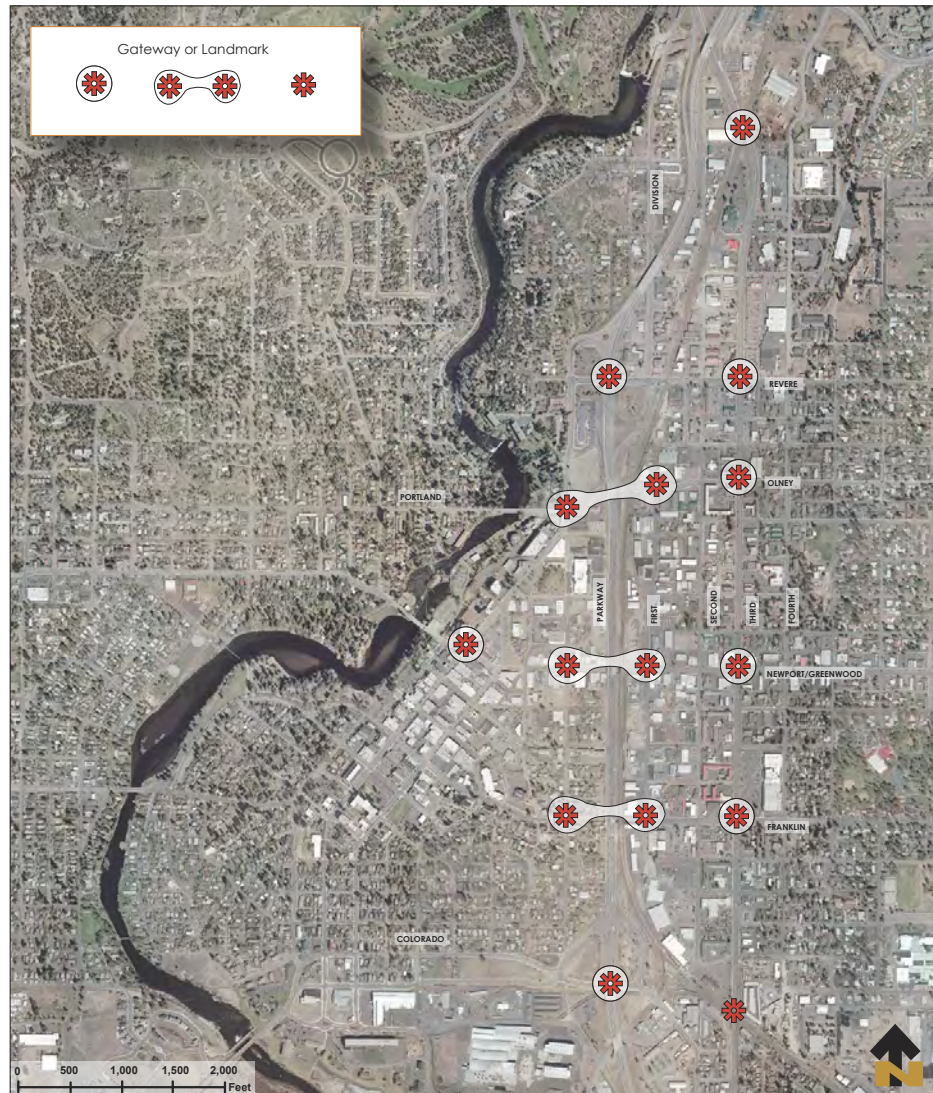 Gateway or Landmark
DIVISION
REVERE
PORTLAND
OLNEY
PARKWAY
FIRST
SECOND
THIRD
FOURTH
NEWPORT/GREENWOOD
FRANKLIN
COLORADO
0 500 1,000 1,500 2,000
Feet
N